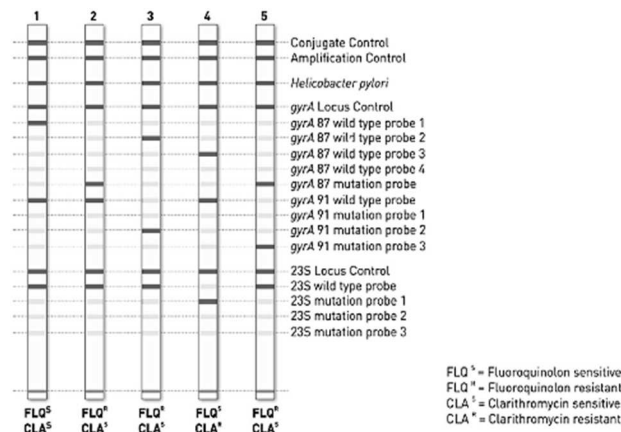 1 2 3 4 5
Conjugate Control
Amplification Control
Helicobacter pylori
gyrA Locus Control
gyrA 87 wild type probe 1
gyrA 87 wild type probe 2
gyrA 87 wild type probe 3
gyrA 87 wild type probe 4
gyrA 87 mutation probe
gyrA 91 wild type probe
gyrA 91 mutation probe 1
gyrA 91 mutation probe 2
gyrA 91 mutation probe 3
23S Locus Control
23S wild type probe
23S mutation probe 1
23S mutation probe 2
23S mutation probe 3
FLQˢ FLQᴿ FLQᴿ FLQˢ FLQᴿ
CLAˢ CLAˢ CLAˢ CLAᴿ CLAˢ
FLQ ˢ = Fluoroquinolon sensitive
FLQ ᴿ = Fluoroquinolon resistant
CLA ˢ = Clarithromycin sensitive
CLA ᴿ = Clarithromycin resistant